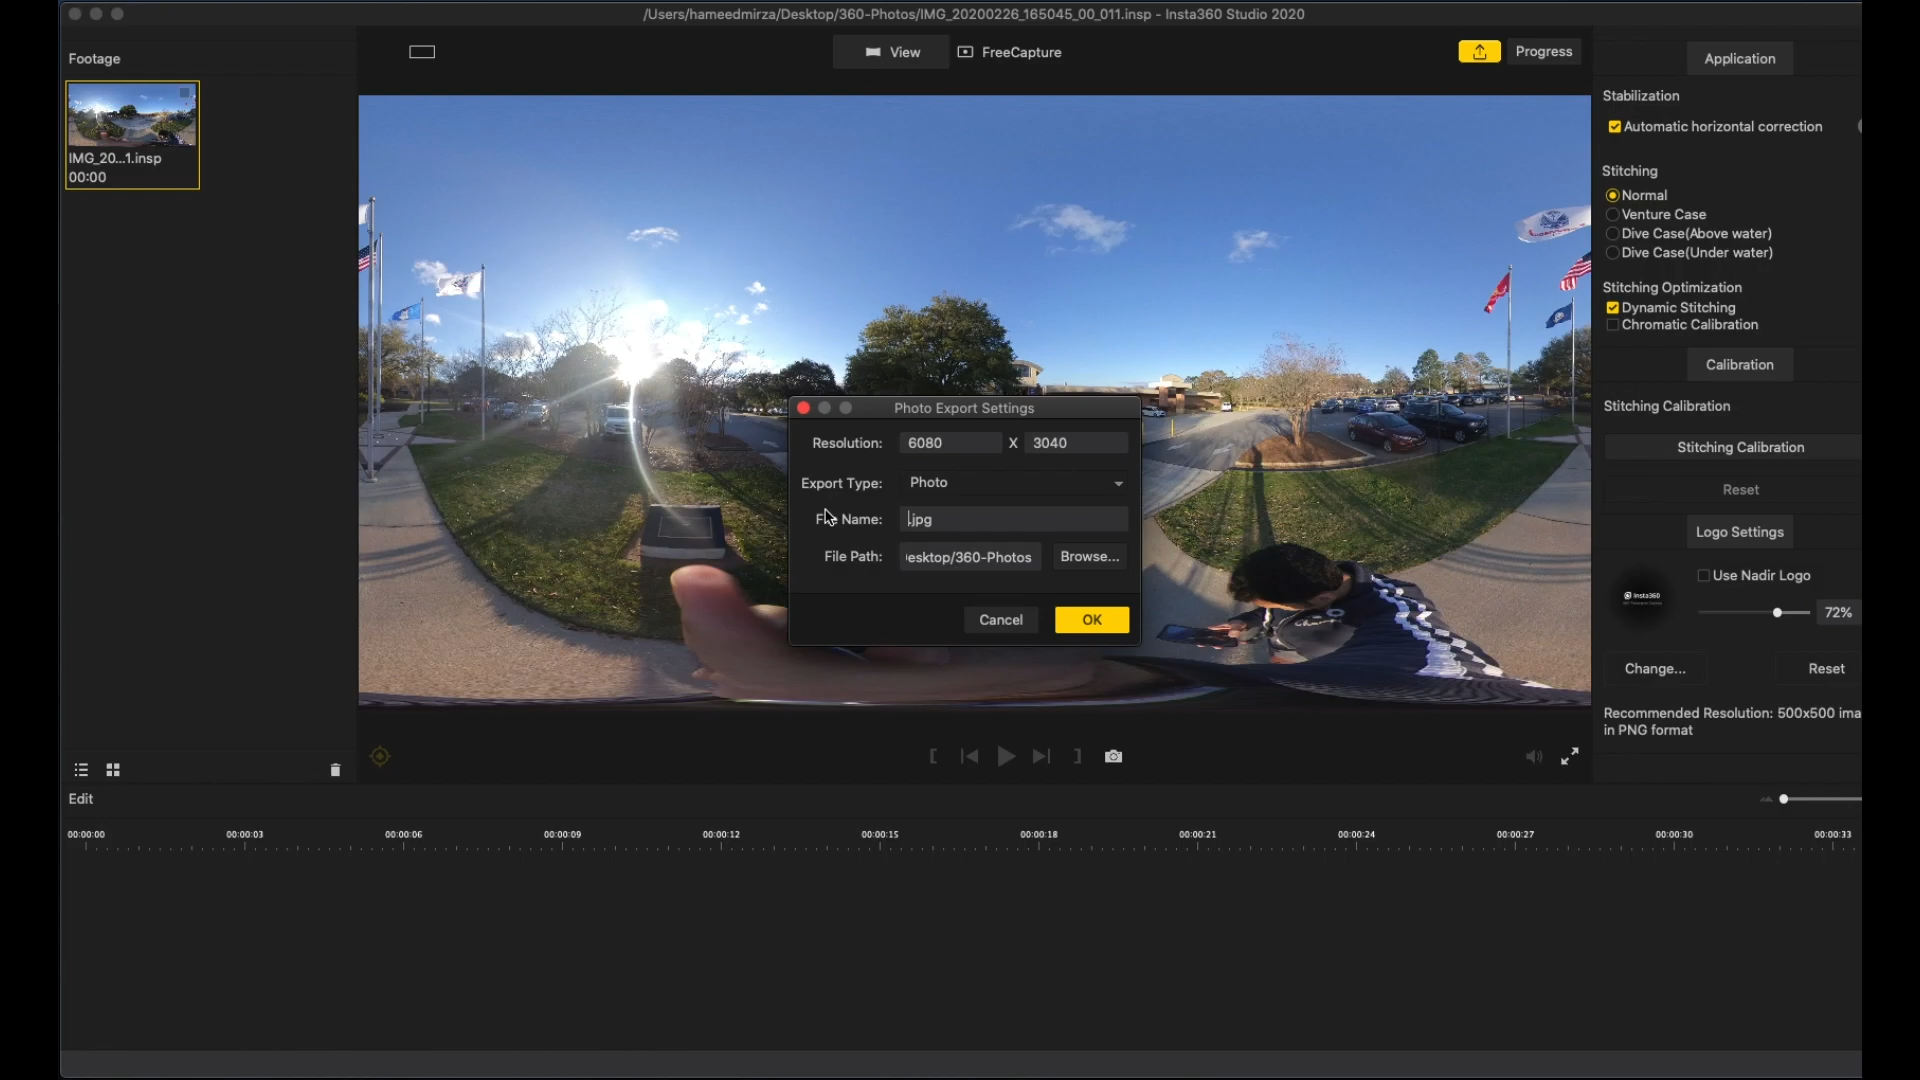 /Users/hameedmirza/Desktop/360-Photos/IMG_20200226_165045_00_011.insp - Insta360 Studio 2020
Footage
View
FreeCapture
Progress
IMG_20...1.insp
00:00
Application
Stabilization
Automatic horizontal correction
Stitching
Normal
Venture Case
Dive Case(Above water)
Dive Case(Under water)
Stitching Optimization
Dynamic Stitching
Chromatic Calibration
Calibration
Stitching Calibration
Stitching Calibration
Reset
Logo Settings
Use Nadir Logo
Insta360
72%
Change...
Reset
Recommended Resolution: 500x500 ima
in PNG format
Photo Export Settings
Resolution: 6080 X 3040
Export Type: Photo
File Name: .jpg
File Path: esktop/360-Photos Browse...
Cancel
OK
Edit
00:00:00 00:00:03 00:00:06 00:00:09 00:00:12 00:00:15 00:00:18 00:00:21 00:00:24 00:00:27 00:00:30 00:00:33